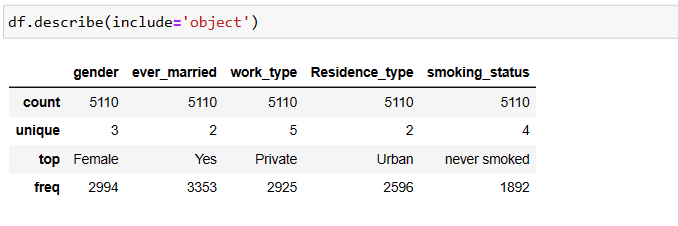 df.describe(include='object')
gender ever_married work_type Residence_type smoking_status
count 5110 5110 5110 5110 5110
unique 3 2 5 2 4
top Female Yes Private Urban never smoked
freq 2994 3353 2925 2596 1892